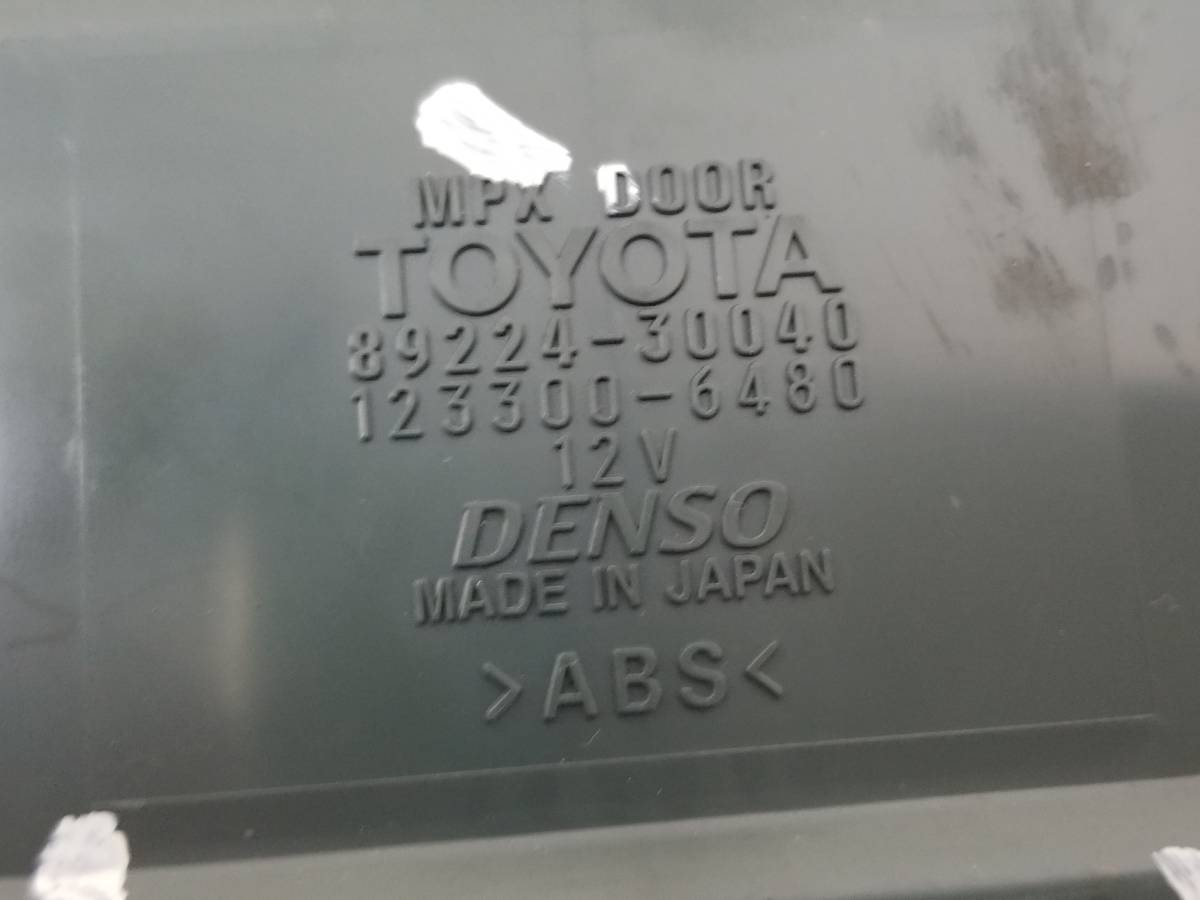 MPX DOOR
TOYOTA
89224-30040
123300-6480
12V
DENSO
MADE IN JAPAN
>ABS<